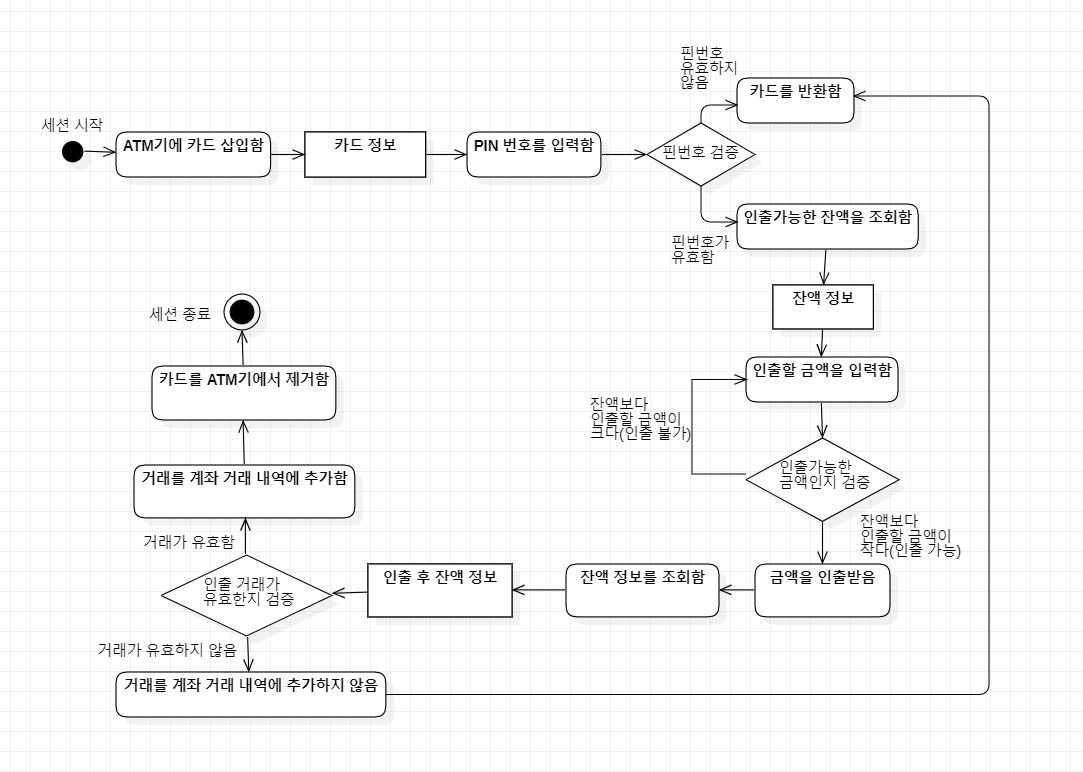 핀번호
유효하지
않음
카드를 반환함
세션 시작
ATM기에 카드 삽입함
카드 정보
PIN 번호를 입력함
핀번호 검증
인출가능한 잔액을 조회함
핀번호가
유효함
잔액 정보
세션 종료
인출할 금액을 입력함
카드를 ATM기에서 제거함
잔액보다
인출할 금액이
크다(인출 불가)
거래를 계좌 거래 내역에 추가함
인출가능한
금액인지 검증
잔액보다
인출할 금액이
작다(인출 가능)
거래가 유효함
인출 거래가
유효한지 검증
인출 후 잔액 정보
잔액 정보를 조회함
금액을 인출받음
거래가 유효하지 않음
거래를 계좌 거래 내역에 추가하지 않음